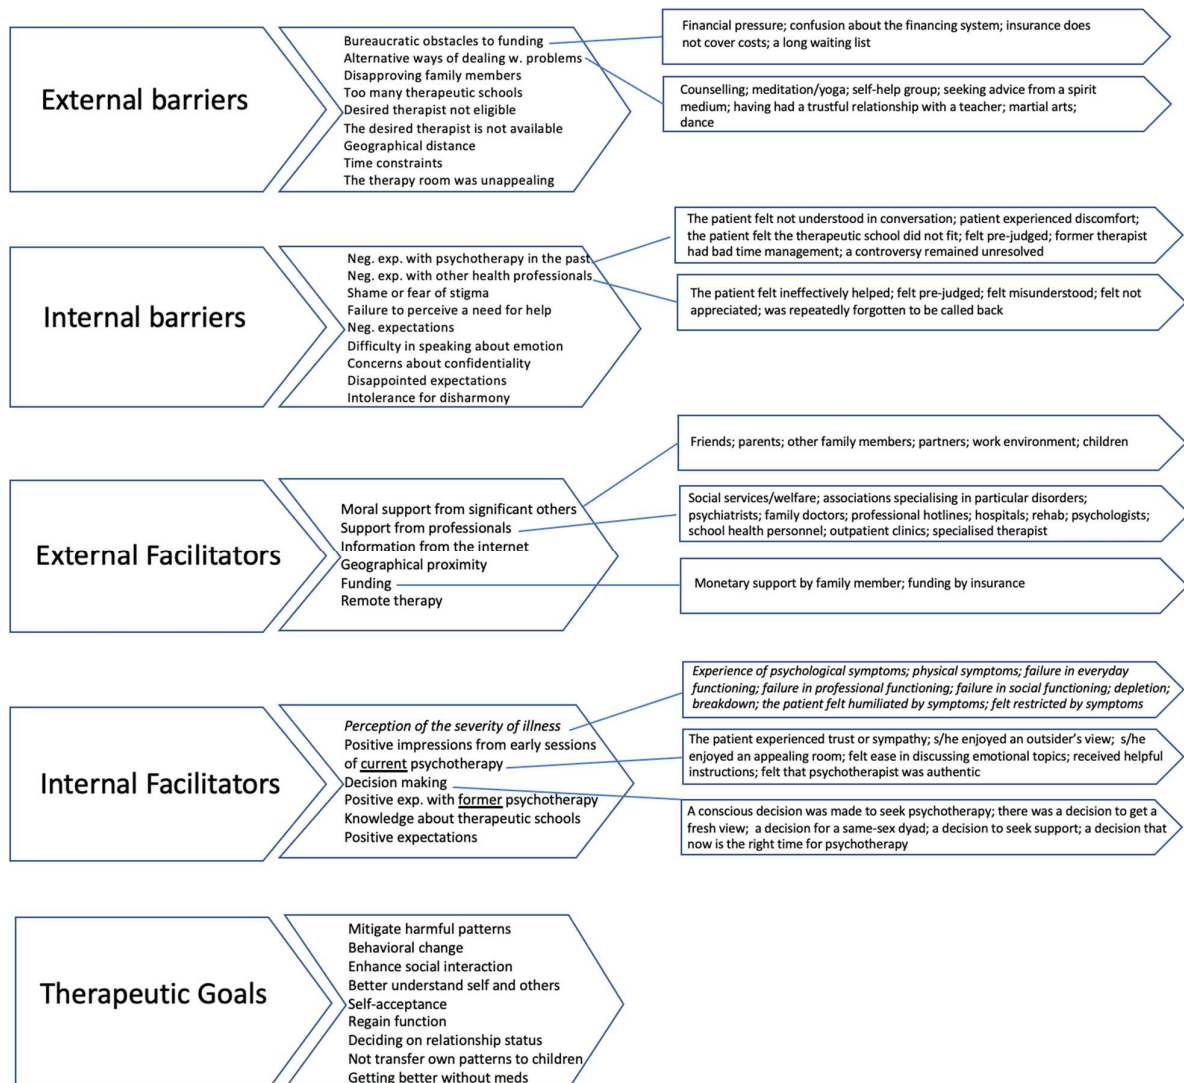 External barriers
Bureaucratic obstacles to funding
Alternative ways of dealing w. problems
Disapproving family members
Too many therapeutic schools
Desired therapist not eligible
The desired therapist is not available
Geographical distance
Time constraints
The therapy room was unappealing
Financial pressure; confusion about the financing system; insurance does
not cover costs; a long waiting list
Counselling; meditation/yoga; self-help group; seeking advice from a spirit
medium; having had a trustful relationship with a teacher; martial arts;
dance
Internal barriers
Neg. exp. with psychotherapy in the past
Neg. exp. with other health professionals
Shame or fear of stigma
Failure to perceive a need for help
Neg. expectations
Difficulty in speaking about emotion
Concerns about confidentiality
Disappointed expectations
Intolerance for disharmony
The patient felt not understood in conversation; patient experienced discomfort;
the patient felt the therapeutic school did not fit; felt pre-judged; former therapist
had bad time management; a controversy remained unresolved
The patient felt ineffectively helped; felt pre-judged; felt misunderstood; felt not
appreciated; was repeatedly forgotten to be called back
External Facilitators
Moral support from significant others
Support from professionals
Information from the internet
Geographical proximity
Funding
Remote therapy
Friends; parents; other family members; partners; work environment; children
Social services/welfare; associations specialising in particular disorders;
psychiatrists; family doctors; professional hotlines; hospitals; rehab; psychologists;
school health personnel; outpatient clinics; specialised therapist
Monetary support by family member; funding by insurance
Internal Facilitators
Perception of the severity of illness
Positive impressions from early sessions
of current psychotherapy
Decision making
Positive exp. with former psychotherapy
Knowledge about therapeutic schools
Positive expectations
Experience of psychological symptoms; physical symptoms; failure in everyday
functioning; failure in professional functioning; failure in social functioning; depletion;
breakdown; the patient felt humiliated by symptoms; felt restricted by symptoms
The patient experienced trust or sympathy; s/he enjoyed an outsider's view; s/he
enjoyed an appealing room; felt ease in discussing emotional topics; received helpful
instructions; felt that psychotherapist was authentic
A conscious decision was made to seek psychotherapy; there was a decision to get a
fresh view; a decision for a same-sex dyad; a decision to seek support; a decision that
now is the right time for psychotherapy
Therapeutic Goals
Mitigate harmful patterns
Behavioral change
Enhance social interaction
Better understand self and others
Self-acceptance
Regain function
Deciding on relationship status
Not transfer own patterns to children
Getting better without meds